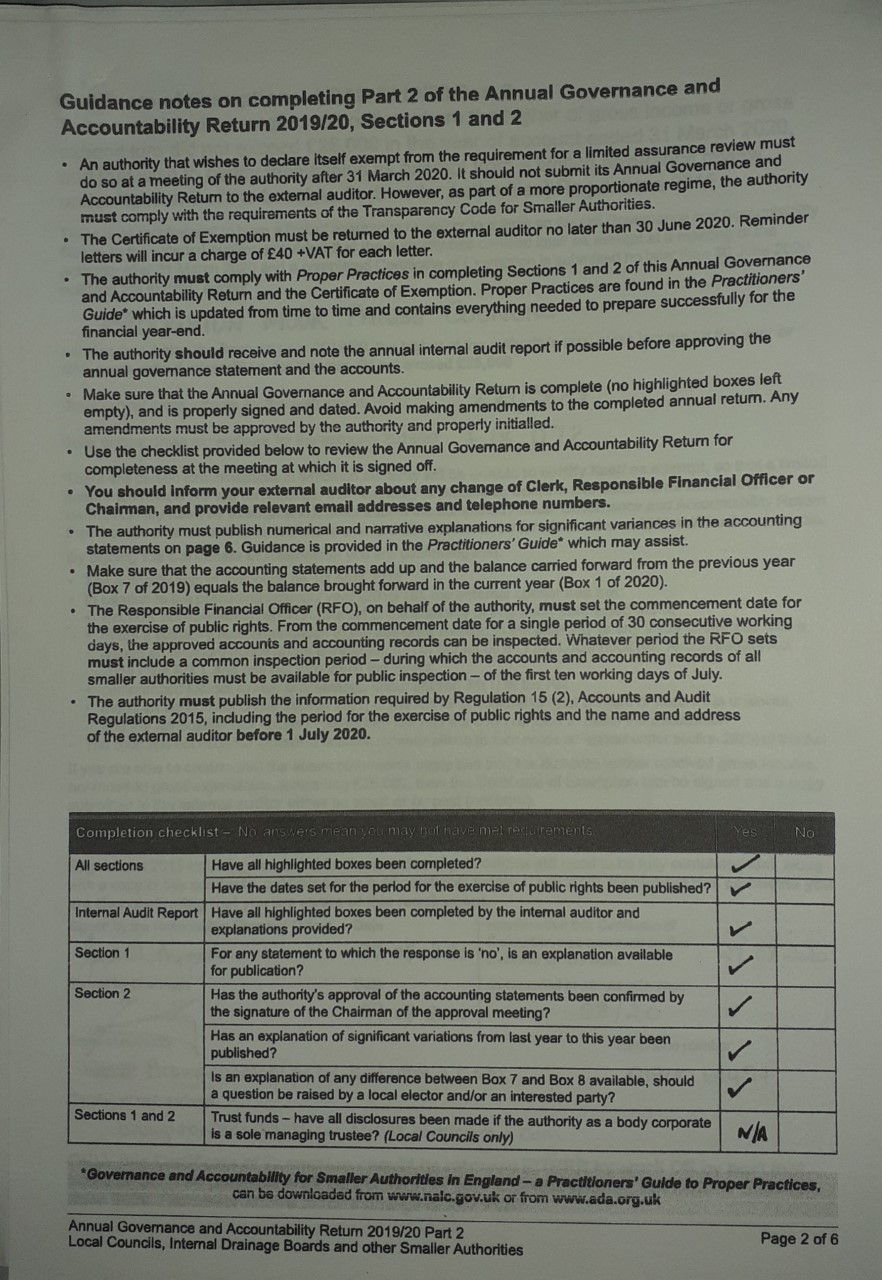 Guidance notes on completing Part 2 of the Annual Governance and
Accountability Return 2019/20, Sections 1 and 2
• An authority that wishes to declare itself exempt from the requirement for a limited assurance review must
do so at a meeting of the authority after 31 March 2020. It should not submit its Annual Governance and
Accountability Return to the external auditor. However, as part of a more proportionate regime, the authority
must comply with the requirements of the Transparency Code for Smaller Authorities.
• The Certificate of Exemption must be returned to the external auditor no later than 30 June 2020. Reminder
letters will incur a charge of £40 +VAT for each letter.
• The authority must comply with Proper Practices in completing Sections 1 and 2 of this Annual Governance
and Accountability Return and the Certificate of Exemption. Proper Practices are found in the Practitioners'
Guide* which is updated from time to time and contains everything needed to prepare successfully for the
financial year-end.
• The authority should receive and note the annual internal audit report if possible before approving the
annual governance statement and the accounts.
• Make sure that the Annual Governance and Accountability Return is complete (no highlighted boxes left
empty), and is properly signed and dated. Avoid making amendments to the completed annual return. Any
amendments must be approved by the authority and properly initialled.
• Use the checklist provided below to review the Annual Governance and Accountability Return for
completeness at the meeting at which it is signed off.
• You should inform your external auditor about any change of Clerk, Responsible Financial Officer or
Chairman, and provide relevant email addresses and telephone numbers.
• The authority must publish numerical and narrative explanations for significant variances in the accounting
statements on page 6. Guidance is provided in the Practitioners' Guide* which may assist.
• Make sure that the accounting statements add up and the balance carried forward from the previous year
(Box 7 of 2019) equals the balance brought forward in the current year (Box 1 of 2020).
• The Responsible Financial Officer (RFO), on behalf of the authority, must set the commencement date for
the exercise of public rights. From the commencement date for a single period of 30 consecutive working
days, the approved accounts and accounting records can be inspected. Whatever period the RFO sets
must include a common inspection period – during which the accounts and accounting records of all
smaller authorities must be available for public inspection – of the first ten working days of July.
• The authority must publish the information required by Regulation 15 (2), Accounts and Audit
Regulations 2015, including the period for the exercise of public rights and the name and address
of the external auditor before 1 July 2020.
Completion checklist – No answers mean you may not have met requirements Yes No
All sections Have all highlighted boxes been completed? ✓
Have the dates set for the period for the exercise of public rights been published? ✓
Internal Audit Report Have all highlighted boxes been completed by the internal auditor and
explanations provided? ✓
Section 1 For any statement to which the response is 'no', is an explanation available
for publication? ✓
Section 2 Has the authority's approval of the accounting statements been confirmed by
the signature of the Chairman of the approval meeting? ✓
Has an explanation of significant variations from last year to this year been
published? ✓
Is an explanation of any difference between Box 7 and Box 8 available, should
a question be raised by a local elector and/or an interested party? ✓
Sections 1 and 2 Trust funds – have all disclosures been made if the authority as a body corporate
is a sole managing trustee? (Local Councils only) N/A
*Governance and Accountability for Smaller Authorities in England – a Practitioners' Guide to Proper Practices,
can be downloaded from www.nalc.gov.uk or from www.ada.org.uk
Annual Governance and Accountability Return 2019/20 Part 2
Local Councils, Internal Drainage Boards and other Smaller Authorities
Page 2 of 6